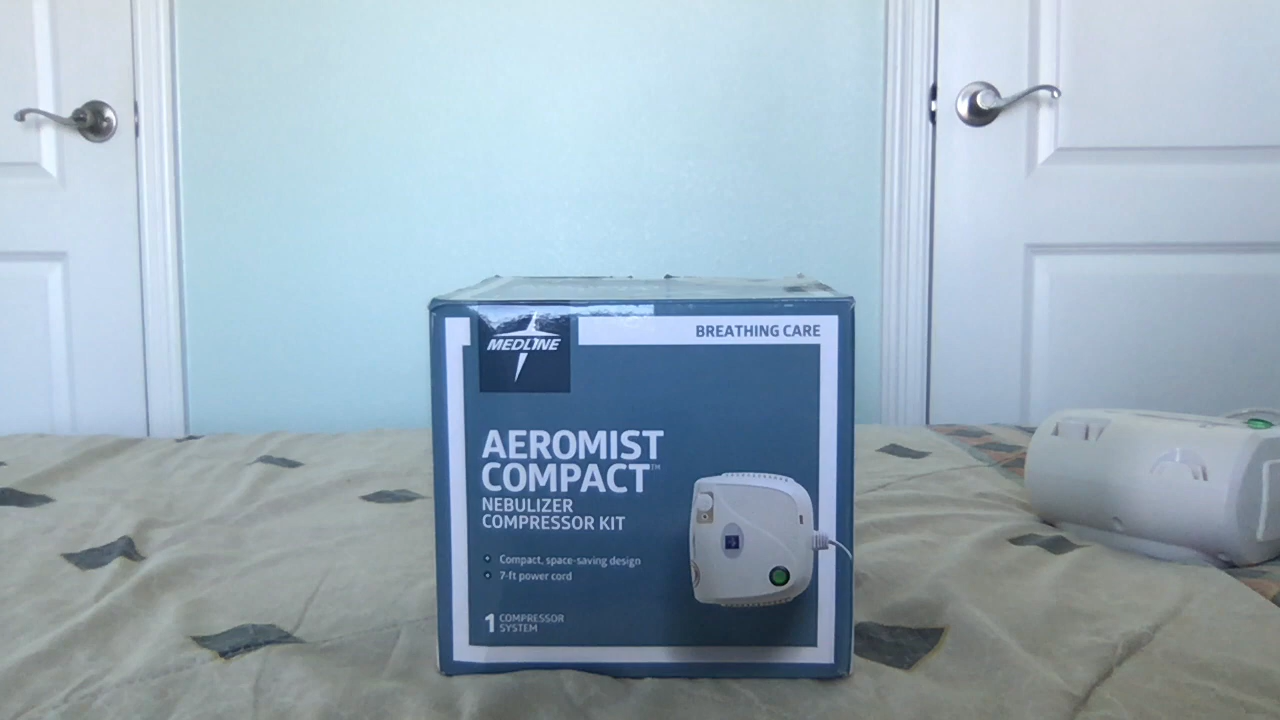 MEDLINE
BREATHING CARE
AEROMIST
COMPACT™
NEBULIZER
COMPRESSOR KIT
Compact, space-saving design
7-ft power cord
1 COMPRESSOR
SYSTEM